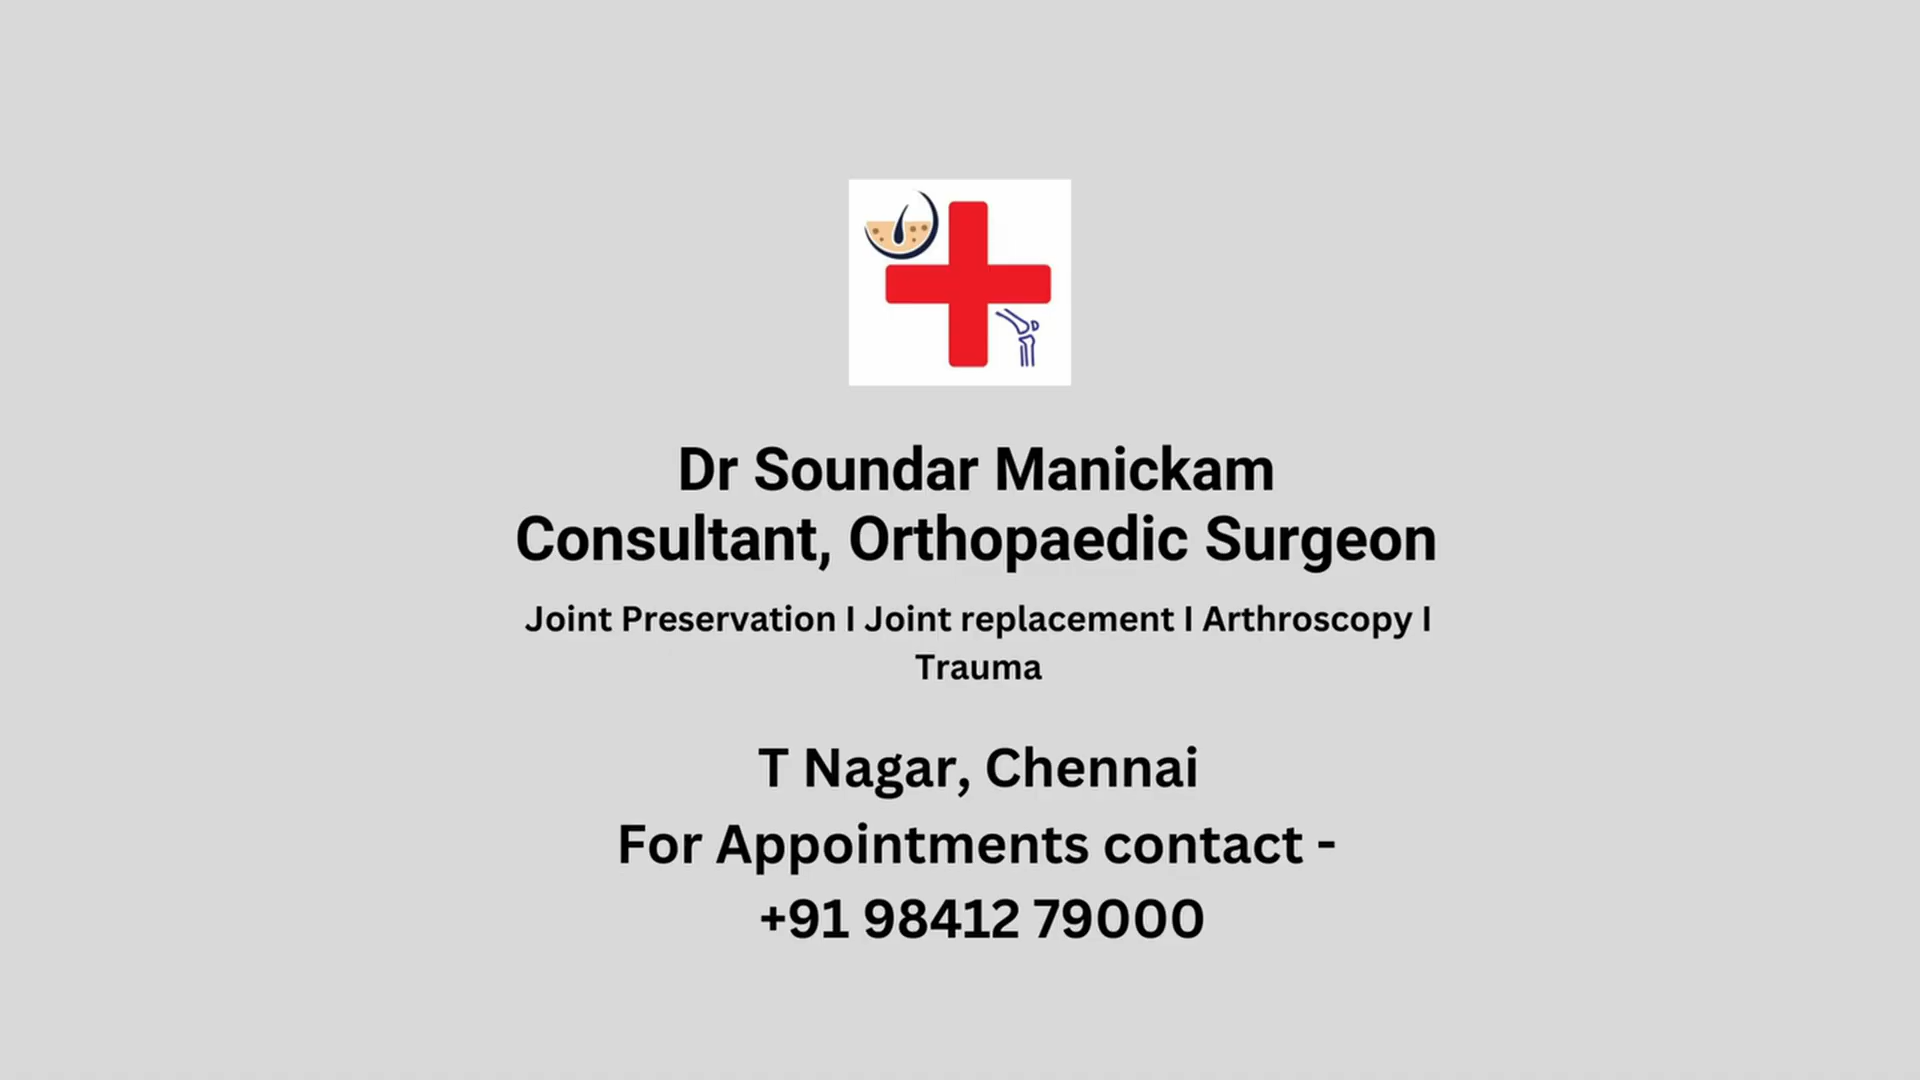 Dr Soundar Manickam
Consultant, Orthopaedic Surgeon
Joint Preservation I Joint replacement I Arthroscopy I
Trauma
T Nagar, Chennai
For Appointments contact -
+91 98412 79000